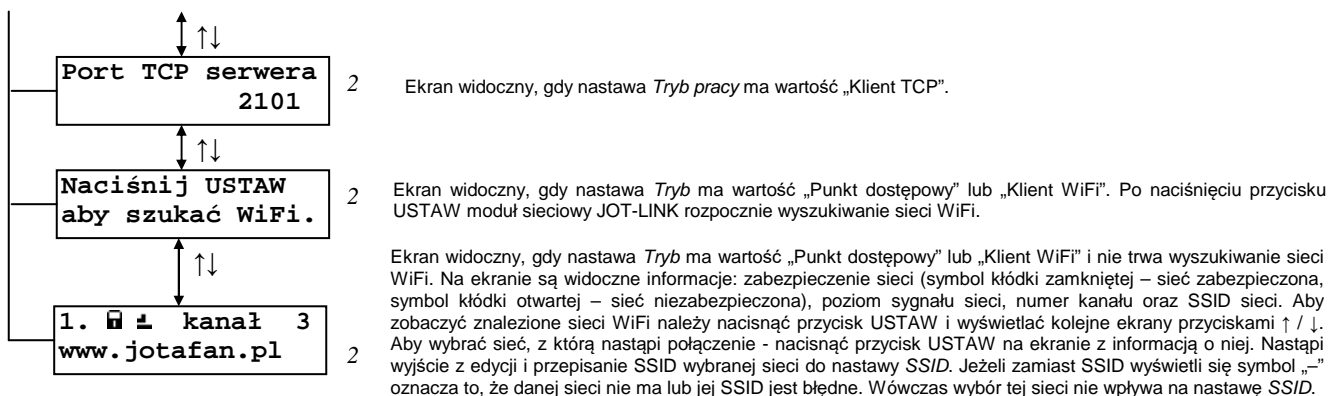 ↑↓
Port TCP serwera
2101
2
Ekran widoczny, gdy nastawa Tryb pracy ma wartość „Klient TCP”.
↑↓
Naciśnij USTAW
aby szukać WiFi.
2
Ekran widoczny, gdy nastawa Tryb ma wartość „Punkt dostępowy” lub „Klient WiFi”. Po naciśnięciu przycisku
USTAW moduł sieciowy JOT-LINK rozpocznie wyszukiwanie sieci WiFi.
↑↓
1. kanał 3
www.jotafan.pl
2
Ekran widoczny, gdy nastawa Tryb ma wartość „Punkt dostępowy” lub „Klient WiFi” i nie trwa wyszukiwanie sieci
WiFi. Na ekranie są widoczne informacje: zabezpieczenie sieci (symbol kłódki zamkniętej – sieć zabezpieczona,
symbol kłódki otwartej – sieć niezabezpieczona), poziom sygnału sieci, numer kanału oraz SSID sieci. Aby
zobaczyć znalezione sieci WiFi należy nacisnąć przycisk USTAW i wyświetlać kolejne ekrany przyciskami ↑ / ↓.
Aby wybrać sieć, z którą nastąpi połączenie - nacisnąć przycisk USTAW na ekranie z informacją o niej. Nastąpi
wyjście z edycji i przepisanie SSID wybranej sieci do nastawy SSID. Jeżeli zamiast SSID wyświetli się symbol „–”
oznacza to, że danej sieci nie ma lub jej SSID jest błędne. Wówczas wybór tej sieci nie wpływa na nastawę SSID.